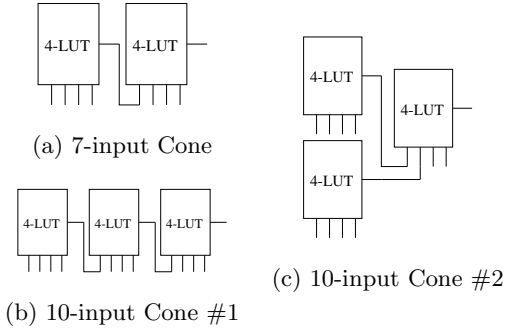 4-LUT 4-LUT
(a) 7-input Cone
4-LUT 4-LUT 4-LUT
(b) 10-input Cone #1
4-LUT
4-LUT
4-LUT
(c) 10-input Cone #2